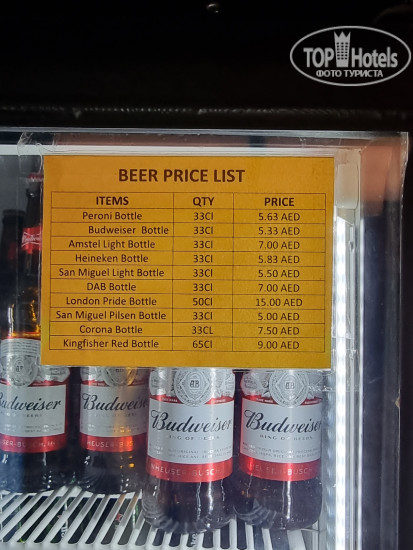 TOP Hotels
ФОТО ТУРИСТА
BEER PRICE LIST
ITEMS QTY PRICE
Peroni Bottle 33Cl 5.63 AED
Budweiser Bottle 33Cl 5.33 AED
Amstel Light Bottle 33Cl 7.00 AED
Heineken Bottle 33Cl 5.83 AED
San Miguel Light Bottle 33Cl 5.50 AED
DAB Bottle 33Cl 7.00 AED
London Pride Bottle 50Cl 15.00 AED
San Miguel Pilsen Bottle 33Cl 5.00 AED
Corona Bottle 33CL 7.50 AED
Kingfisher Red Bottle 65Cl 9.00 AED
Budweiser Budweiser Budweiser Budweiser
KING OF BEERS